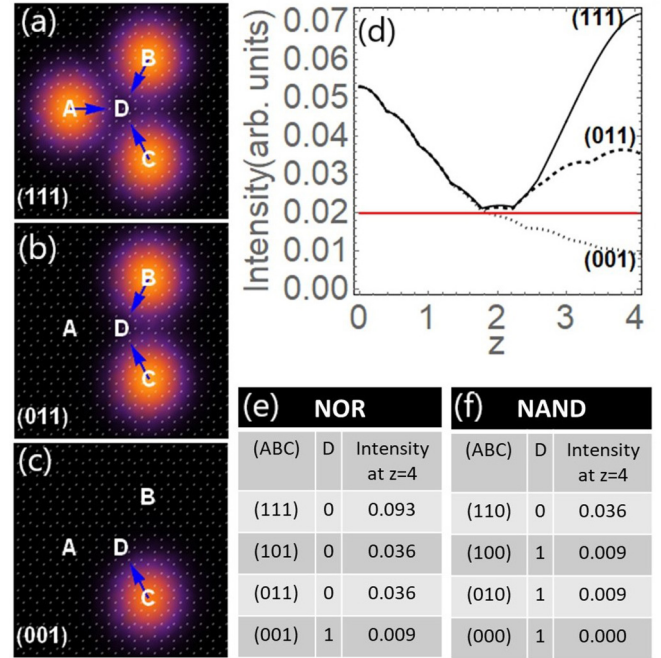 (a)
B
A D
C
(111)
(b)
B
A D
C
(011)
(c)
B
A D
C
(001)
(d)
Intensity(arb. units)
0.07
0.06
0.05
0.04
0.03
0.02
0.01
0.00
(111)
(011)
(001)
0 1 2 3 4
z
(e) NOR
(ABC) D Intensity at z=4
(111) 0 0.093
(101) 0 0.036
(011) 0 0.036
(001) 1 0.009
(f) NAND
(ABC) D Intensity at z=4
(110) 0 0.036
(100) 1 0.009
(010) 1 0.009
(000) 1 0.000